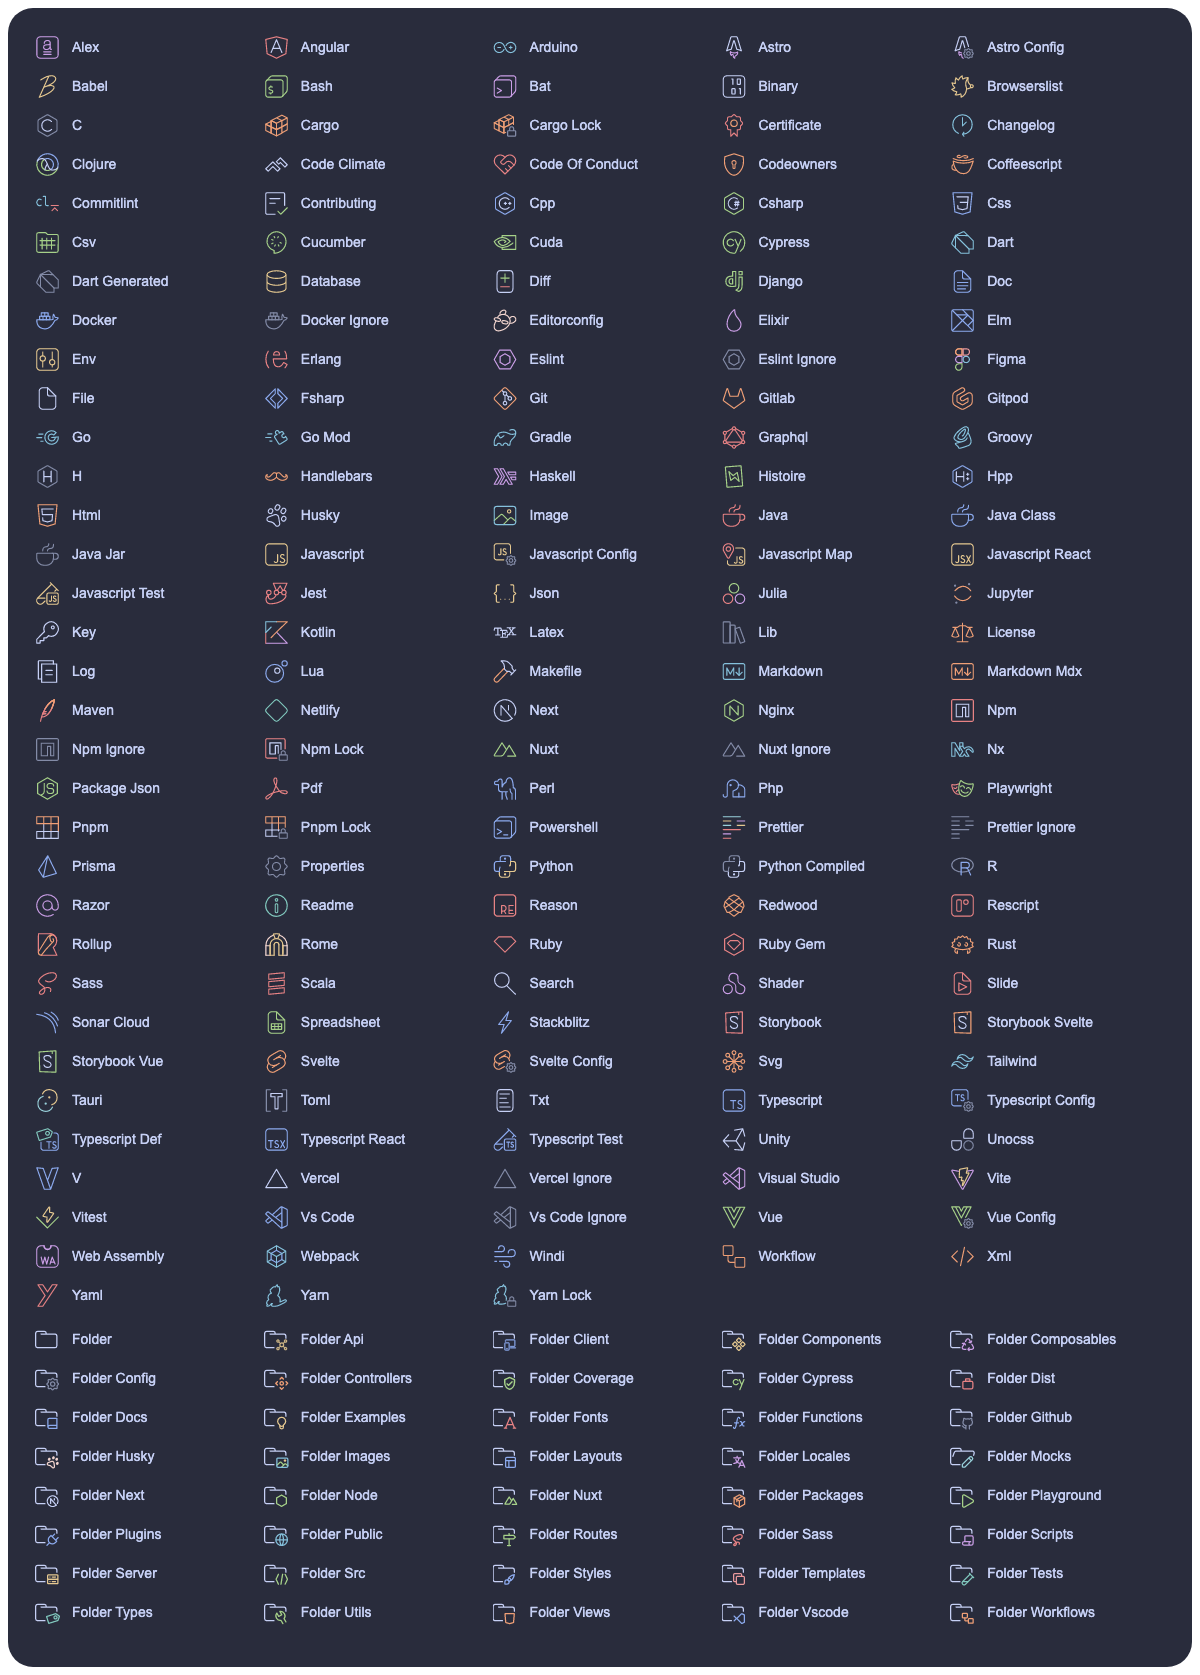 Alex Angular Arduino Astro Astro Config
Babel Bash Bat Binary Browserslist
C Cargo Cargo Lock Certificate Changelog
Clojure Code Climate Code Of Conduct Codeowners Coffeescript
Commitlint Contributing Cpp Csharp Css
Csv Cucumber Cuda Cypress Dart
Dart Generated Database Diff Django Doc
Docker Docker Ignore Editorconfig Elixir Elm
Env Erlang Eslint Eslint Ignore Figma
File Fsharp Git Gitlab Gitpod
Go Go Mod Gradle Graphql Groovy
H Handlebars Haskell Histoire Hpp
Html Husky Image Java Java Class
Java Jar Javascript Javascript Config Javascript Map Javascript React
Javascript Test Jest Json Julia Jupyter
Key Kotlin Latex Lib License
Log Lua Makefile Markdown Markdown Mdx
Maven Netlify Next Nginx Npm
Npm Ignore Npm Lock Nuxt Nuxt Ignore Nx
Package Json Pdf Perl Php Playwright
Pnpm Pnpm Lock Powershell Prettier Prettier Ignore
Prisma Properties Python Python Compiled R
Razor Readme Reason Redwood Rescript
Rollup Rome Ruby Ruby Gem Rust
Sass Scala Search Shader Slide
Sonar Cloud Spreadsheet Stackblitz Storybook Storybook Svelte
Storybook Vue Svelte Svelte Config Svg Tailwind
Tauri Toml Txt Typescript Typescript Config
Typescript Def Typescript React Typescript Test Unity Unocss
V Vercel Vercel Ignore Visual Studio Vite
Vitest Vs Code Vs Code Ignore Vue Vue Config
Web Assembly Webpack Windi Workflow Xml
Yaml Yarn Yarn Lock
Folder Folder Api Folder Client Folder Components Folder Composables
Folder Config Folder Controllers Folder Coverage Folder Cypress Folder Dist
Folder Docs Folder Examples Folder Fonts Folder Functions Folder Github
Folder Husky Folder Images Folder Layouts Folder Locales Folder Mocks
Folder Next Folder Node Folder Nuxt Folder Packages Folder Playground
Folder Plugins Folder Public Folder Routes Folder Sass Folder Scripts
Folder Server Folder Src Folder Styles Folder Templates Folder Tests
Folder Types Folder Utils Folder Views Folder Vscode Folder Workflows